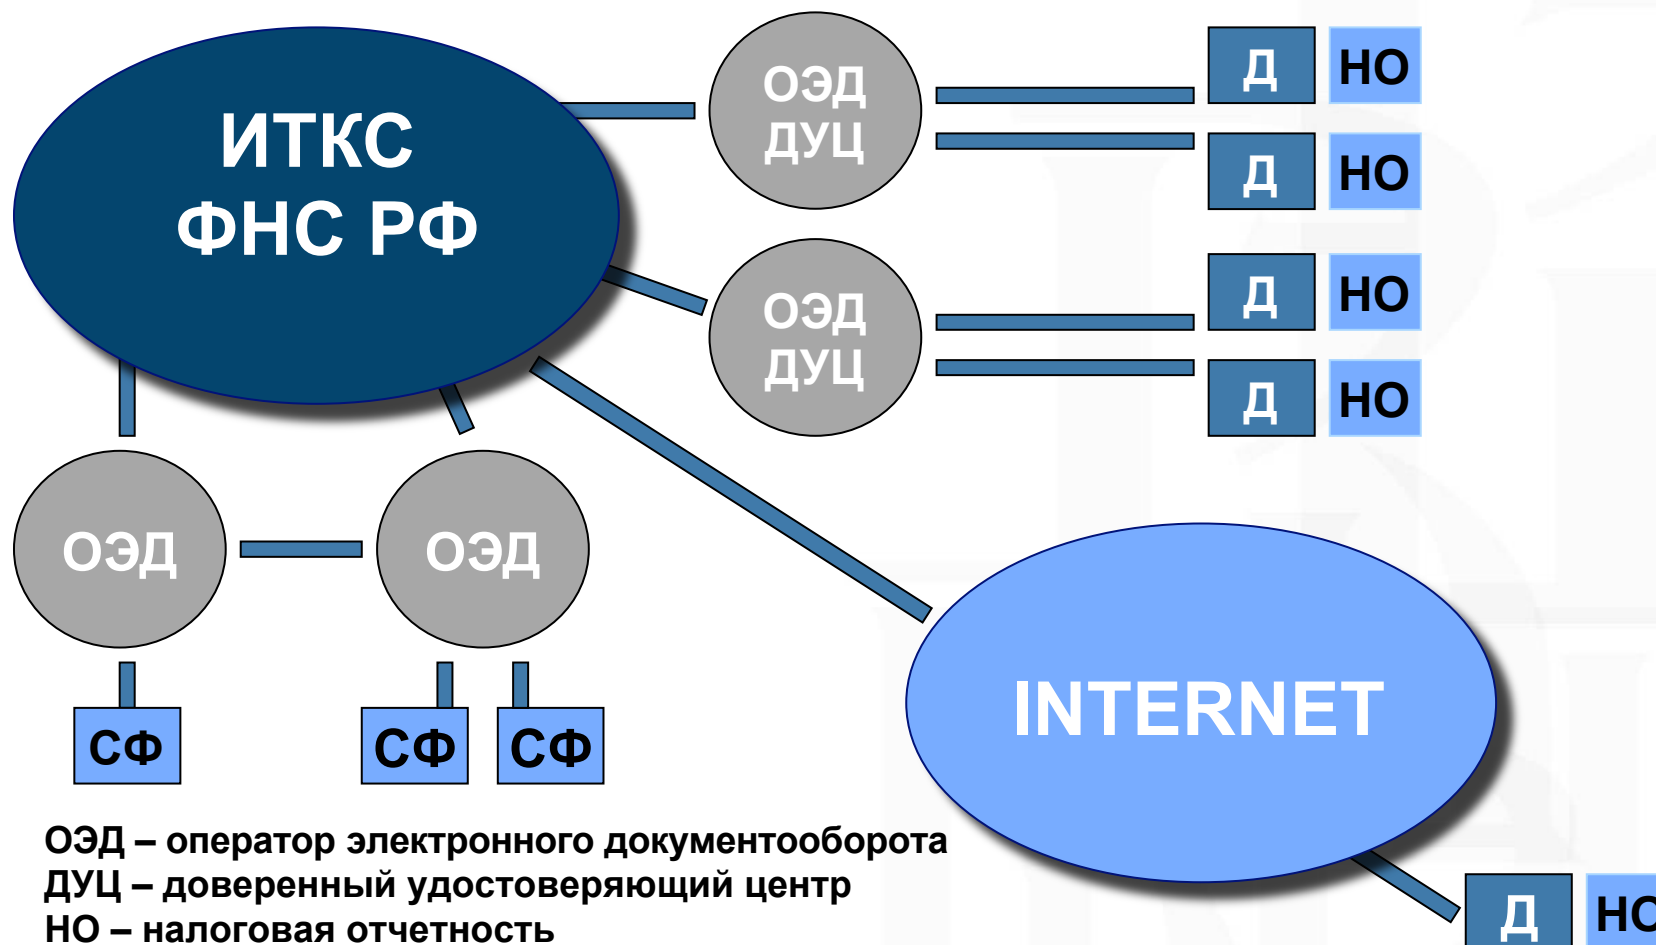 ИТКС
ФНС РФ
ОЭД
ДУЦ
Д НО
Д НО
ОЭД
ДУЦ
Д НО
Д НО
ОЭД
ОЭД
СФ
СФ
СФ
INTERNET
ОЭД – оператор электронного документооборота
ДУЦ – доверенный удостоверяющий центр
НО – налоговая отчетность
Д НО